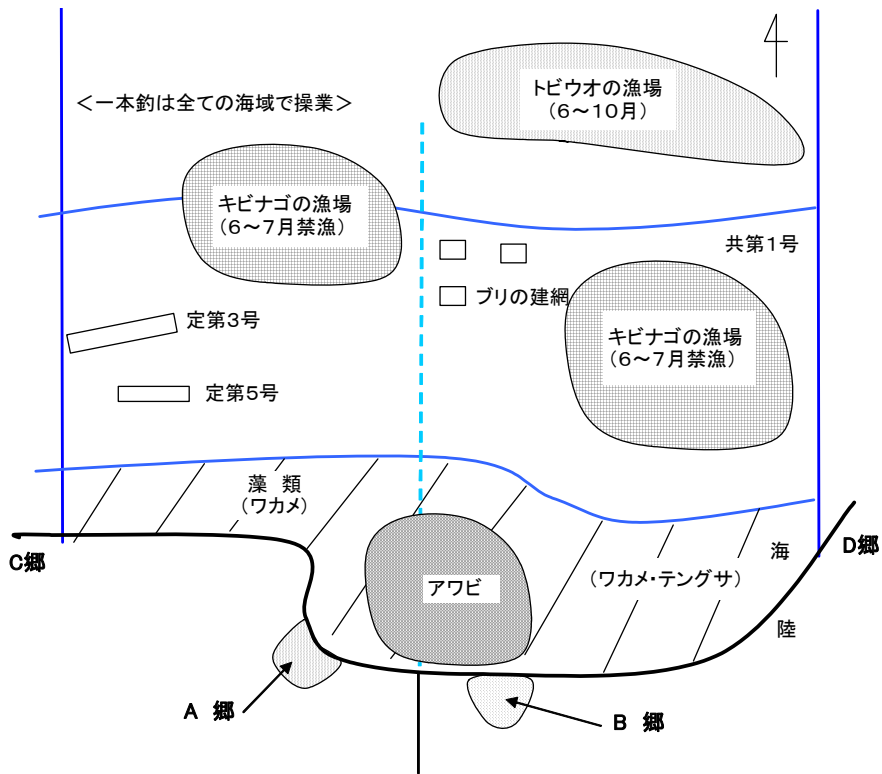 トビウオの漁場
(6~10月)
<一本釣は全ての海域で操業>
キビナゴの漁場
(6~7月禁漁)
共第1号
ブリの建網
定第3号
キビナゴの漁場
(6~7月禁漁)
定第5号
藻 類
(ワカメ)
海
D郷
C郷
アワビ
(ワカメ・テングサ)
陸
A 郷
B 郷